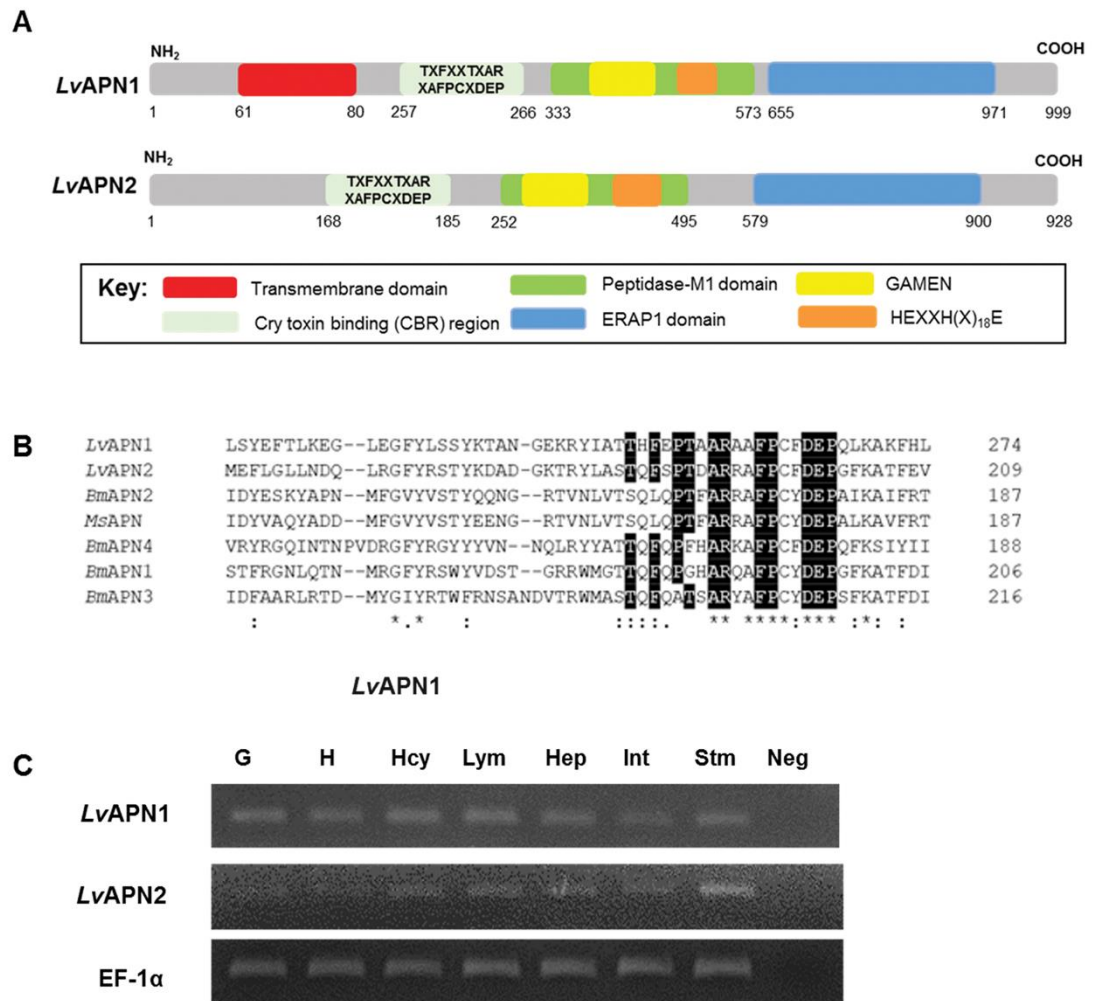 A
NH2 COOH
LvAPN1 TXFXXTXAR
XAFPCXDEP
1 61 80 257 266 333 573 655 971 999
NH2 COOH
LvAPN2 TXFXXTXAR
XAFPCXDEP
1 168 185 252 495 579 900 928
Key: Transmembrane domain Peptidase-M1 domain GAMEN
Cry toxin binding (CBR) region ERAP1 domain HEXXH(X)18E
B
LvAPN1 LSYEFTLKEG--LEGFYLSSYKTAN-GEKRYIATTHFEPTAARAAFPCFDEPQLKAKFHL 274
LvAPN2 MEFLGLLNDQ--LRGFYRSTYKDAD-GKTRYLASTQFSPTDARRAFPCFDEPGFKATFEV 209
BmAPN2 IDYESKYAPN--MFGVYVSTYQQNG--RTVNLVTSQLQPTFARRAFPCYDEPAIKAIFRT 187
MsAPN IDYVAQYADD--MFGVYVSTYEENG--RTVNLVTSQLQPTFARRAFPCYDEPALKAVFRT 187
BmAPN4 VRYRGQINTNPVDRGFYRGYYYVN--NQLRYYATTQFQPFHARKAFPCFDEPQFKSIYII 188
BmAPN1 STFRGNLQTN--MRGFYRSWYVDST-GRRWMGTTQFQPGHARQAFPCYDEPGFKATFDI 206
BmAPN3 IDFAARLRTD--MYGIYRTWFRNSANDVTRWMASTQFQATSARYAFPCYDEPSFKATFDI 216
: *.* : ::::. ** ****:*** :*: :
LvAPN1
C
G H Hcy Lym Hep Int Stm Neg
LvAPN1
LvAPN2
EF-1α